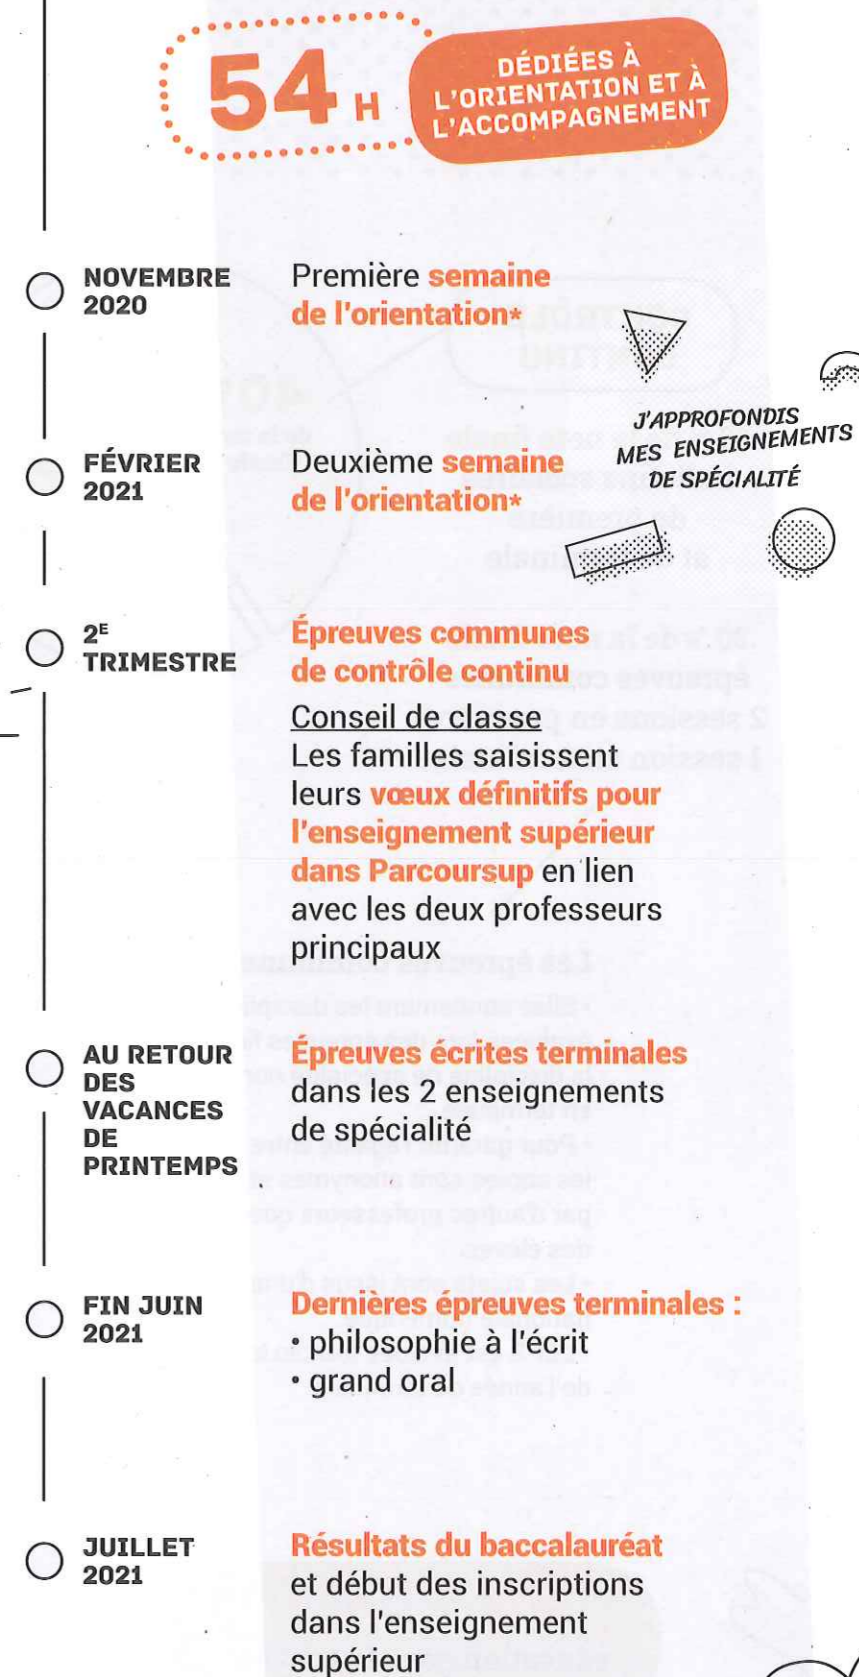 54 H
DÉDIÉES À
L'ORIENTATION ET À
L'ACCOMPAGNEMENT
NOVEMBRE
2020
Première semaine
de l'orientation*
J'APPROFONDIS
MES ENSEIGNEMENTS
DE SPÉCIALITÉ
FÉVRIER
2021
Deuxième semaine
de l'orientation*
2E
TRIMESTRE
Épreuves communes
de contrôle continu
Conseil de classe
Les familles saisissent
leurs vœux définitifs pour
l'enseignement supérieur
dans Parcoursup en lien
avec les deux professeurs
principaux
AU RETOUR
DES
VACANCES
DE
PRINTEMPS
Épreuves écrites terminales
dans les 2 enseignements
de spécialité
FIN JUIN
2021
Dernières épreuves terminales :
• philosophie à l'écrit
• grand oral
JUILLET
2021
Résultats du baccalauréat
et début des inscriptions
dans l'enseignement
supérieur